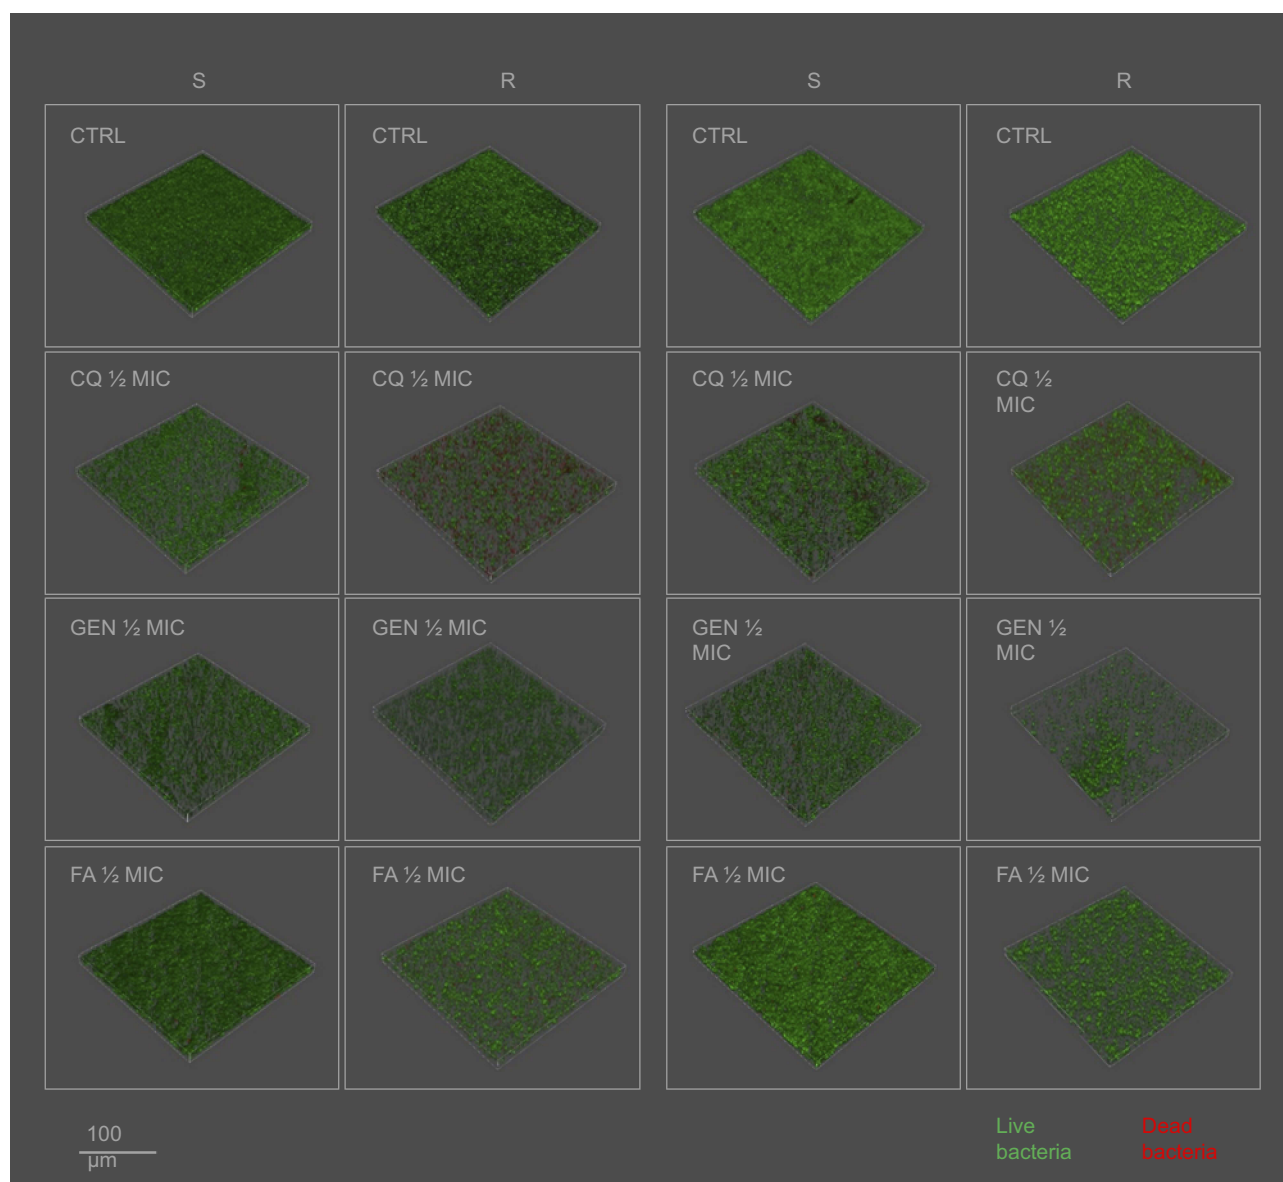 S R S R
CTRL CTRL CTRL CTRL
CQ ½ MIC CQ ½ MIC CQ ½ MIC CQ ½
MIC
GEN ½ MIC GEN ½ MIC GEN ½ GEN ½
MIC MIC
FA ½ MIC FA ½ MIC FA ½ MIC FA ½ MIC
100
µm
Live Dead
bacteria bacteria